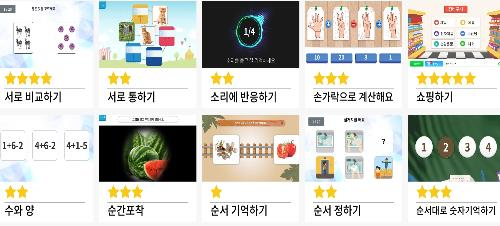 서로 비교하기
서로 통하기
1/4
소리에 반응하기
10 23 3 1
손가락으로 계산해요
쇼핑하기
1+6-2 4+6-2 4+1-5
수와 양
순간포착
순서 기억하기
?
순서 정하기
1 2 3 4
순서대로 숫자기억하기